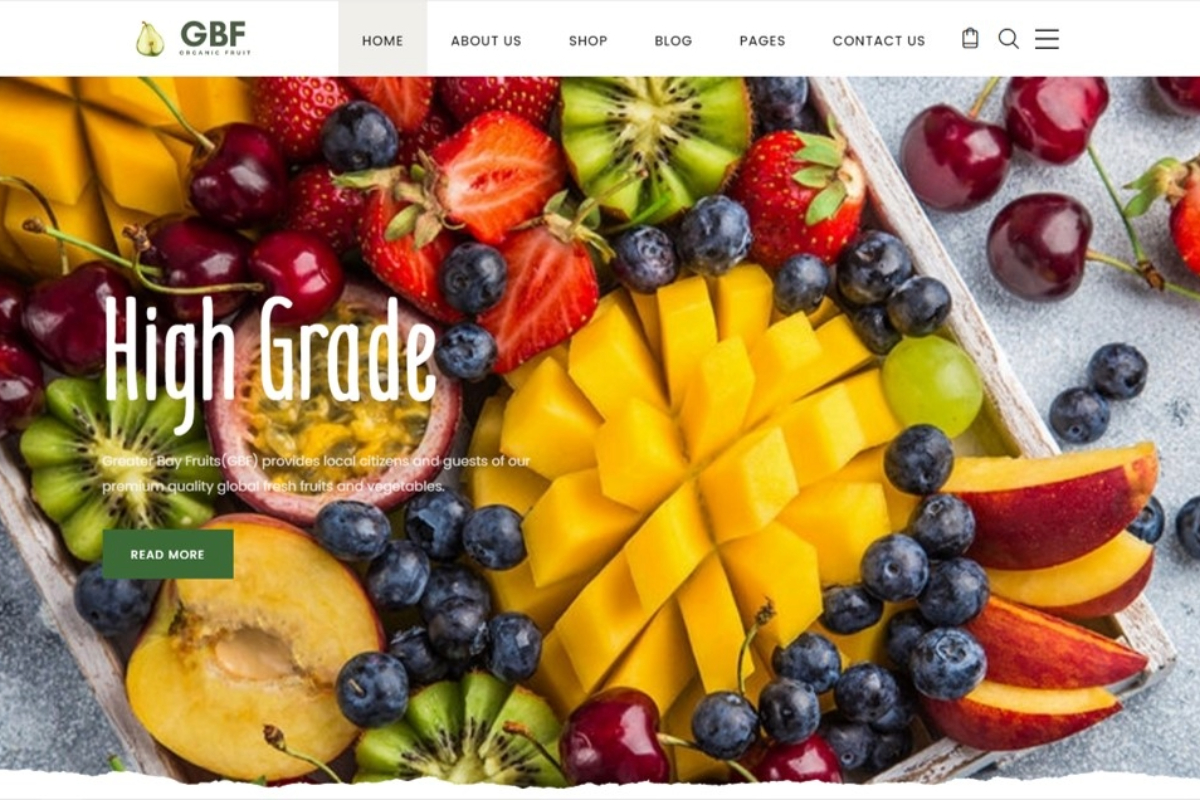 GBF
ORGANIC FRUIT
HOME ABOUT US SHOP BLOG PAGES CONTACT US
High Grade
Greater Bay Fruits(GBF) provides local citizens and guests of our
premium quality global fresh fruits and vegetables.
READ MORE